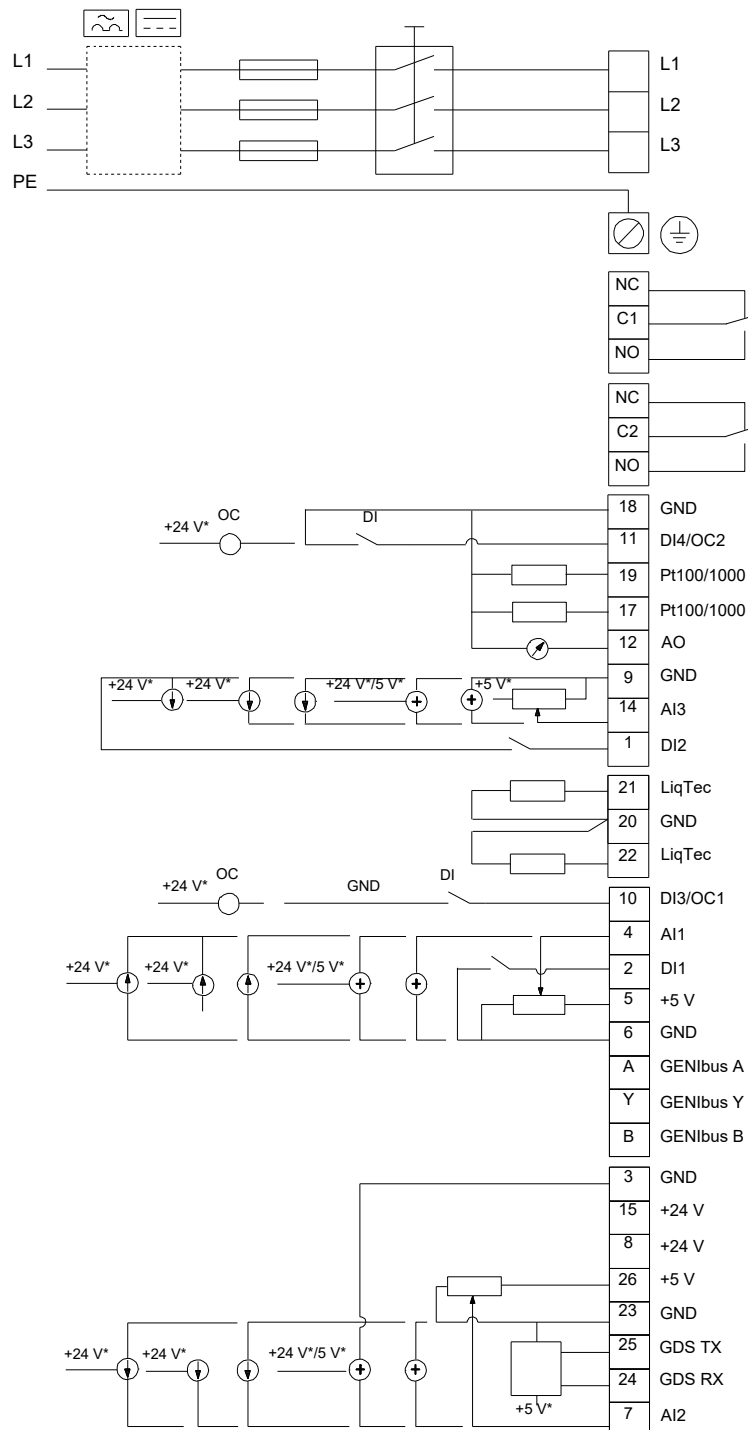 L1 L1
L2 L2
L3 L3
PE
NC
C1
NO
NC
C2
NO
18 GND
+24 V* OC DI 11 DI4/OC2
19 Pt100/1000
17 Pt100/1000
12 AO
9 GND
+24 V* +24 V* +24 V*/5 V* +5 V*
14 AI3
1 DI2
21 LiqTec
20 GND
22 LiqTec
+24 V* OC GND DI 10 DI3/OC1
4 AI1
+24 V* +24 V* +24 V*/5 V* 2 DI1
5 +5 V
6 GND
A GENIbus A
Y GENIbus Y
B GENIbus B
3 GND
15 +24 V
8 +24 V
26 +5 V
23 GND
25 GDS TX
+24 V* +24 V* +24 V*/5 V*
24 GDS RX
+5 V*
7 AI2